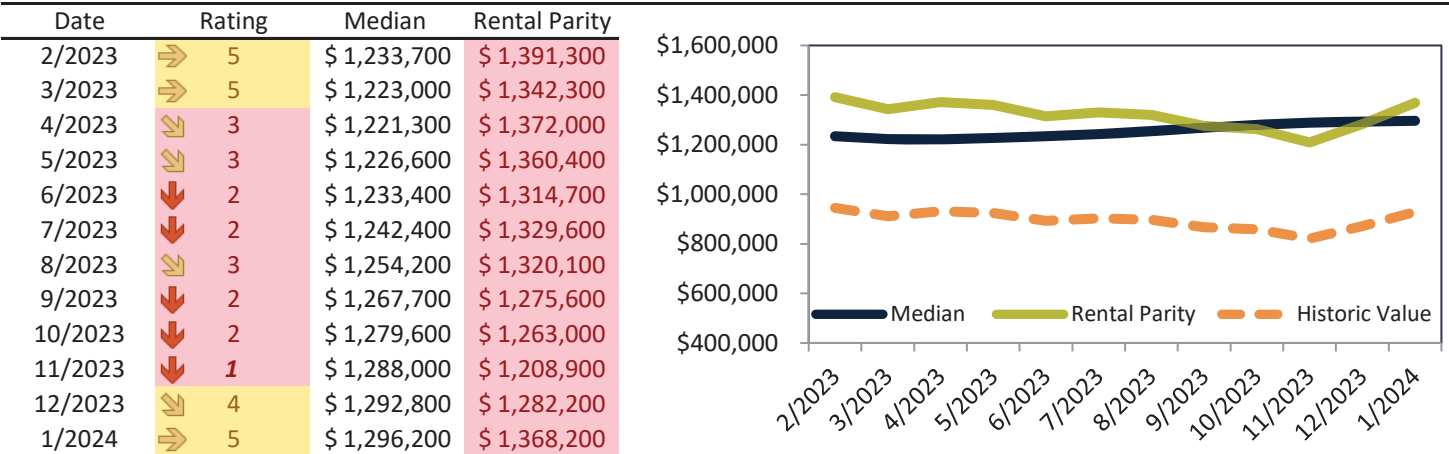 Date Rating Median Rental Parity
2/2023 5 $ 1,233,700 $ 1,391,300
3/2023 5 $ 1,223,000 $ 1,342,300
4/2023 3 $ 1,221,300 $ 1,372,000
5/2023 3 $ 1,226,600 $ 1,360,400
6/2023 2 $ 1,233,400 $ 1,314,700
7/2023 2 $ 1,242,400 $ 1,329,600
8/2023 3 $ 1,254,200 $ 1,320,100
9/2023 2 $ 1,267,700 $ 1,275,600
10/2023 2 $ 1,279,600 $ 1,263,000
11/2023 1 $ 1,288,000 $ 1,208,900
12/2023 4 $ 1,292,800 $ 1,282,200
1/2024 5 $ 1,296,200 $ 1,368,200
$1,600,000
$1,400,000
$1,200,000
$1,000,000
$800,000
$600,000
$400,000
Median Rental Parity Historic Value
2/2023 3/2023 4/2023 5/2023 6/2023 7/2023 8/2023 9/2023 10/2023 11/2023 12/2023 1/2024